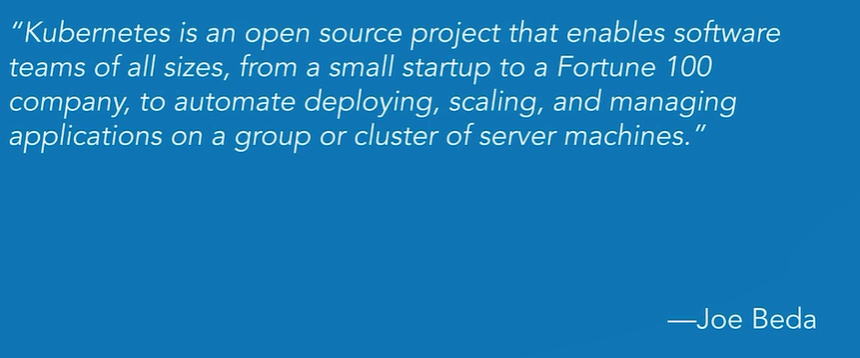 “Kubernetes is an open source project that enables software
teams of all sizes, from a small startup to a Fortune 100
company, to automate deploying, scaling, and managing
applications on a group or cluster of server machines.”
—Joe Beda